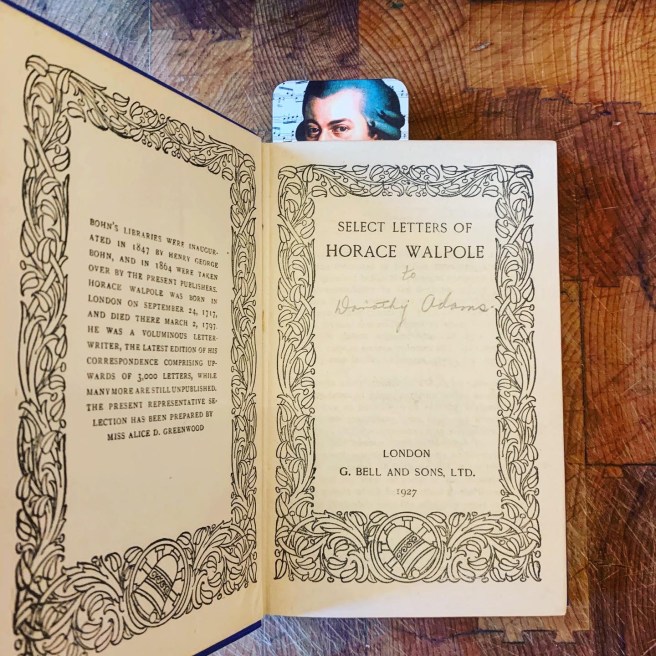 BOHN'S LIBRARIES WERE INAUGUR-
ATED IN 1847 BY HENRY GEORGE
BOHN, AND IN 1864 WERE TAKEN
OVER BY THE PRESENT PUBLISHERS.
HORACE WALPOLE WAS BORN IN
LONDON ON SEPTEMBER 24, 1717,
AND DIED THERE MARCH 2, 1797.
HE WAS A VOLUMINOUS LETTER-
WRITER, THE LATEST EDITION OF HIS
CORRESPONDENCE COMPRISING UP-
WARDS OF 3,000 LETTERS, WHILE
MANY MORE ARE STILL UNPUBLISHED.
THE PRESENT REPRESENTATIVE SE-
LECTION HAS BEEN PREPARED BY
MISS ALICE D. GREENWOOD
SELECT LETTERS OF
HORACE WALPOLE
to
Dorothy Adams.
LONDON
G. BELL AND SONS, LTD.
1927